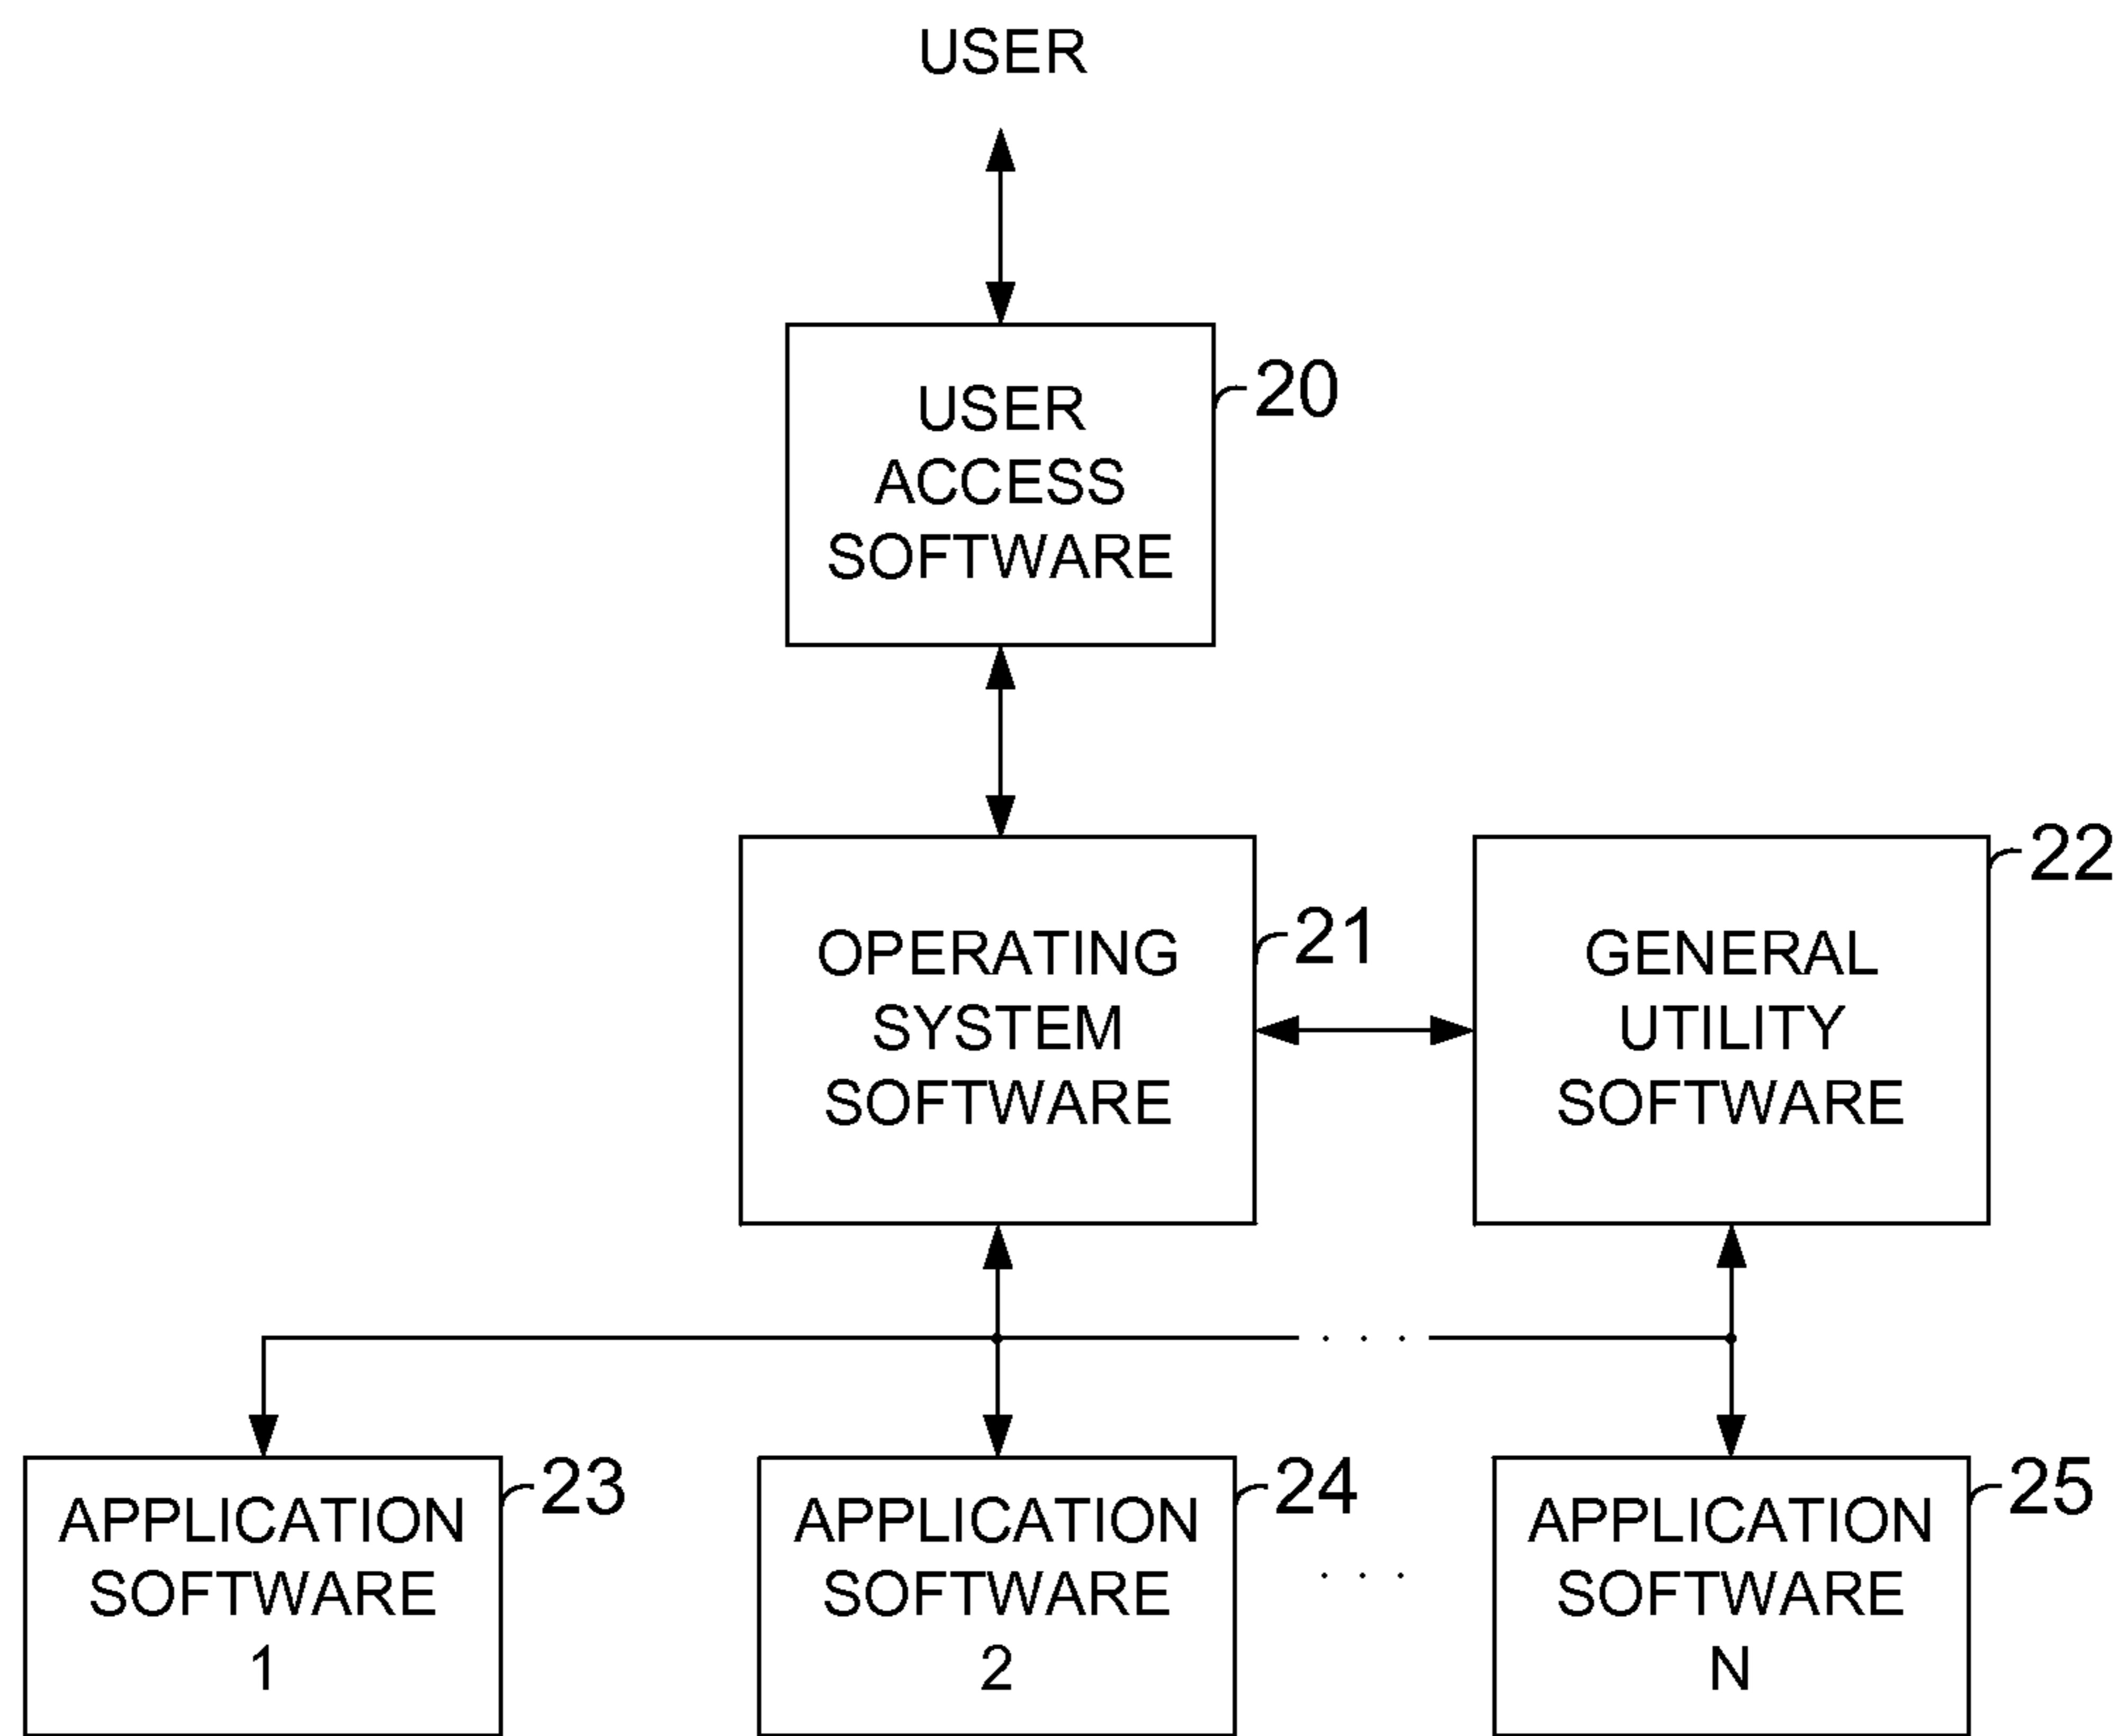 USER
USER
ACCESS
SOFTWARE
20
OPERATING
SYSTEM
SOFTWARE
21
GENERAL
UTILITY
SOFTWARE
22
. . .
APPLICATION
SOFTWARE
1
23
APPLICATION
SOFTWARE
2
24
. . .
APPLICATION
SOFTWARE
N
25